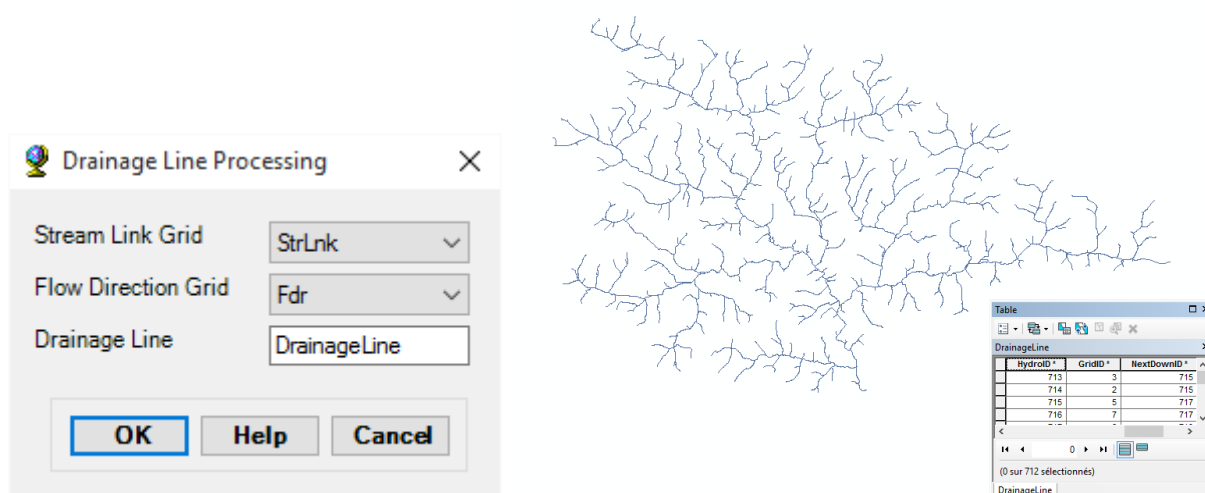 Drainage Line Processing
Stream Link Grid
StrLnk
Flow Direction Grid
Fdr
Drainage Line
DrainageLine
OK Help Cancel
Table
DrainageLine
HydroID * GridID * NextDownID *
713 3 715
714 2 715
715 5 717
716 7 717
0
(0 sur 712 sélectionnés)
DrainageLine